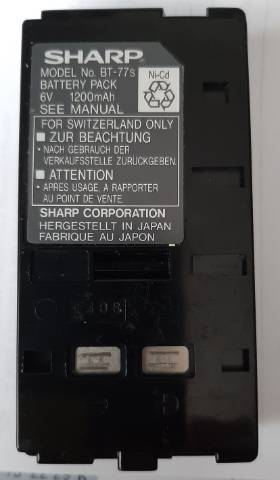 SHARP
MODEL No. BT-77s
BATTERY PACK
6V 1200mAh
SEE MANUAL
Ni-Cd
FOR SWITZERLAND ONLY
■ ZUR BEACHTUNG
• NACH GEBRAUCH DER
VERKAUFSSTELLE ZURÜCKGEBEN.
■ ATTENTION
• APRES USAGE, A RAPPORTER
AU POINT DE VENTE.
SHARP CORPORATION
HERGESTELLT IN JAPAN
FABRIQUE AU JAPON